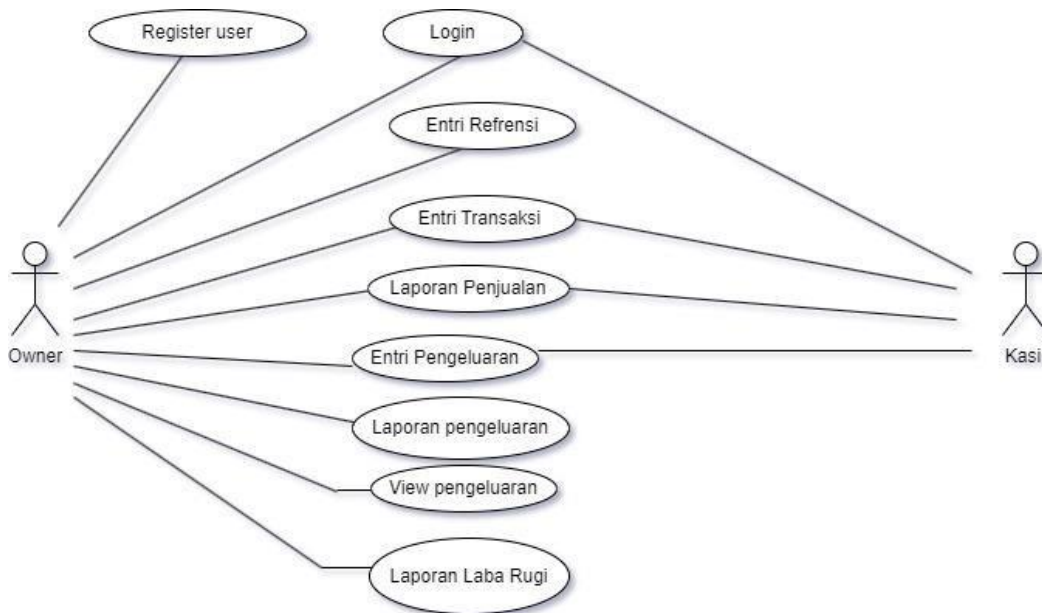 Register user
Login
Entri Refrensi
Entri Transaksi
Laporan Penjualan
Owner
Entri Pengeluaran
Kasi
Laporan pengeluaran
View pengeluaran
Laporan Laba Rugi